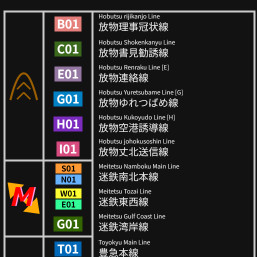 B01
Hobutsu rijikanjo Line
放物理事冠状線
C01
Hobutsu Shokenkanyu Line
放物書見勧誘線
E01
Hobutsu Renraku Line [E]
放物連絡線
G01
Hobutsu Yuretsubame Line [G]
放物ゆれつばめ線
H01
Hobutsu Kukoyudo Line [H]
放物空港誘導線
I01
Hobutsu johokusoshin Line
放物丈北送信線
M
S01
N01
Meitetsu Namboku Main Line
迷鉄南北本線
W01
E01
Meitetsu Tozai Line
迷鉄東西線
G01
Meitetsu Gulf Coast Line
迷鉄湾岸線
T01
Toyokyu Main Line
豊急本線